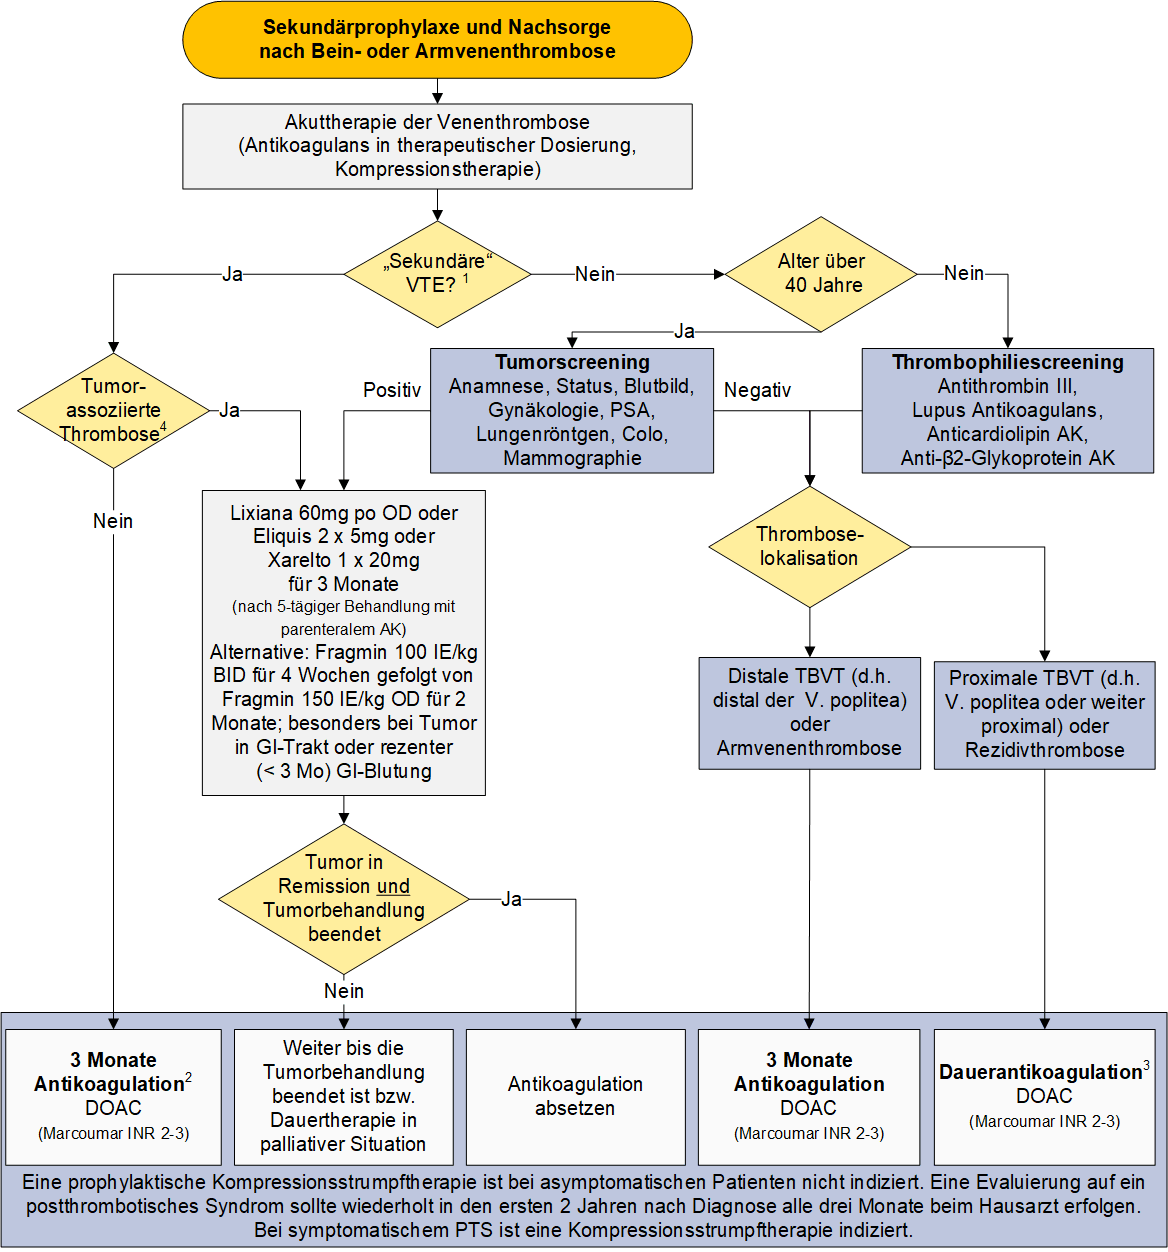 Sekundärprophylaxe und Nachsorge
nach Bein- oder Armvenenthrombose
Akuttherapie der Venenthrombose
(Antikoagulans in therapeutischer Dosierung,
Kompressionstherapie)
„Sekundäre“
VTE? 1
Ja
Nein
Alter über
40 Jahre
Nein
Ja
Tumor-
assoziierte
Thrombose4
Ja
Nein
Tumorscreening
Anamnese, Status, Blutbild,
Gynäkologie, PSA,
Lungenröntgen, Colo,
Mammographie
Positiv
Negativ
Thrombophiliescreening
Antithrombin III,
Lupus Antikoagulans,
Anticardiolipin AK,
Anti-β2-Glykoprotein AK
Lixiana 60mg po OD oder
Eliquis 2 x 5mg oder
Xarelto 1 x 20mg
für 3 Monate
(nach 5-tägiger Behandlung mit
parenteralem AK)
Alternative: Fragmin 100 IE/kg
BID für 4 Wochen gefolgt von
Fragmin 150 IE/kg OD für 2
Monate; besonders bei Tumor
in GI-Trakt oder rezenter
(< 3 Mo) GI-Blutung
Thrombose-
lokalisation
Distale TBVT (d.h.
distal der V. poplitea)
oder
Armvenenthrombose
Proximale TBVT (d.h.
V. poplitea oder weiter
proximal) oder
Rezidivthrombose
Tumor in
Remission und
Tumorbehandlung
beendet
Ja
Nein
3 Monate
Antikoagulation2
DOAC
(Marcoumar INR 2-3)
Weiter bis die
Tumorbehandlung
beendet ist bzw.
Dauertherapie in
palliativer Situation
Antikoagulation
absetzen
3 Monate
Antikoagulation
DOAC
(Marcoumar INR 2-3)
Dauerantikoagulation3
DOAC
(Marcoumar INR 2-3)
Eine prophylaktische Kompressionsstrumpftherapie ist bei asymptomatischen Patienten nicht indiziert. Eine Evaluierung auf ein
postthrombotisches Syndrom sollte wiederholt in den ersten 2 Jahren nach Diagnose alle drei Monate beim Hausarzt erfolgen.
Bei symptomatischem PTS ist eine Kompressionsstrumpftherapie indiziert.